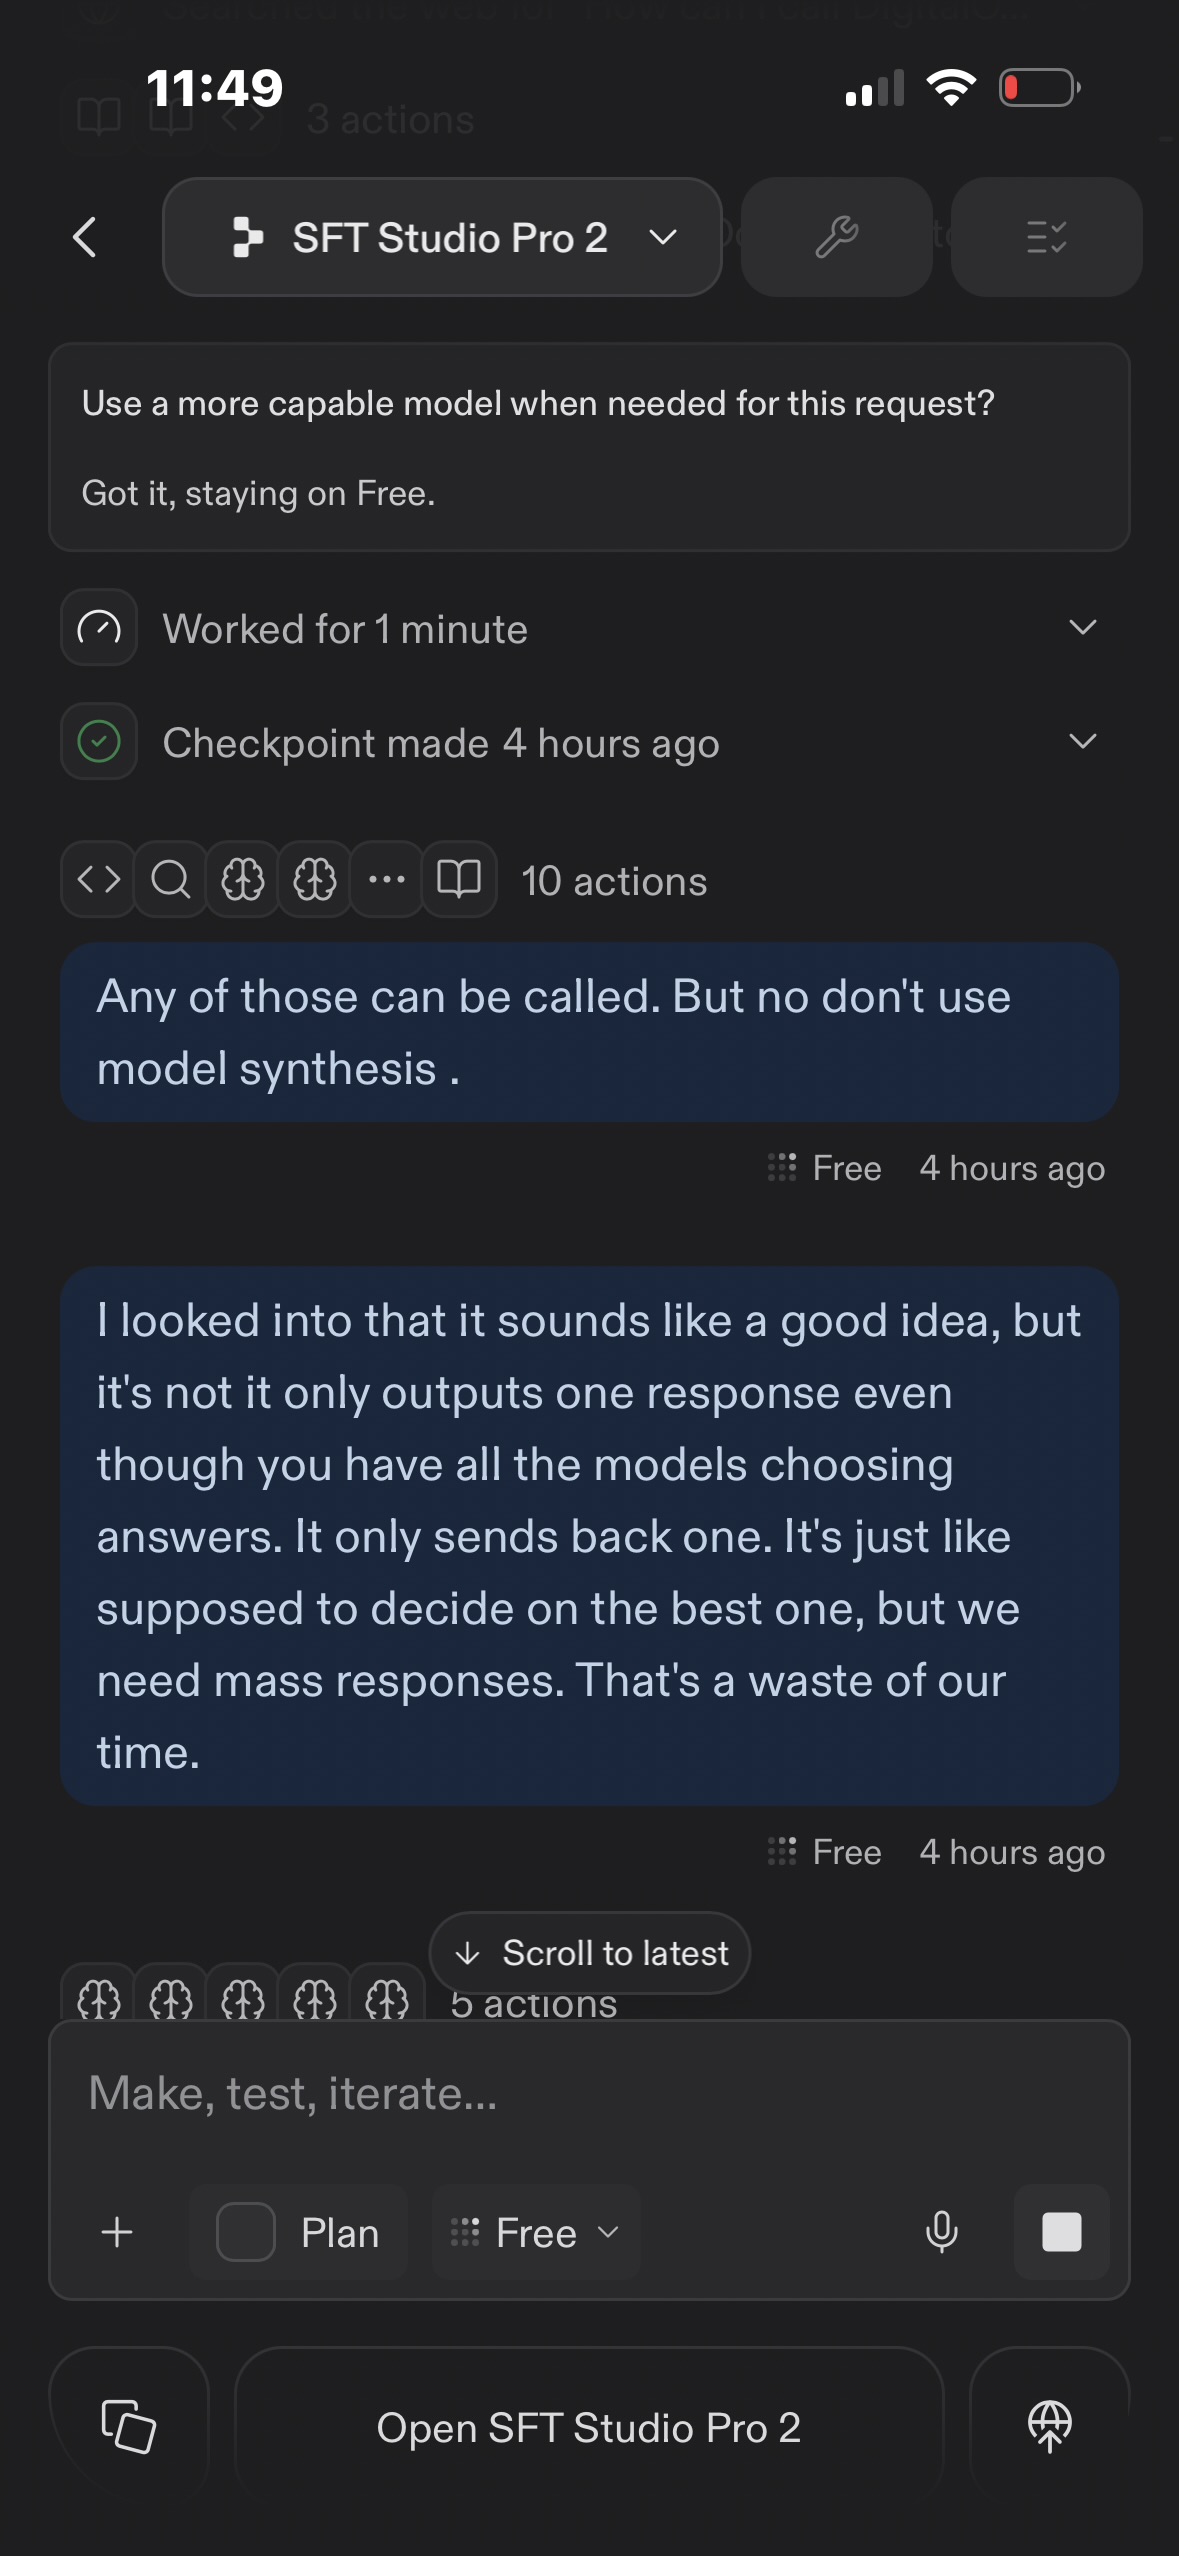 11:49
3 actions
SFT Studio Pro 2
Use a more capable model when needed for this request?
Got it, staying on Free.
Worked for 1 minute
Checkpoint made 4 hours ago
10 actions
Any of those can be called. But no don't use
model synthesis .
Free 4 hours ago
I looked into that it sounds like a good idea, but
it's not it only outputs one response even
though you have all the models choosing
answers. It only sends back one. It's just like
supposed to decide on the best one, but we
need mass responses. That's a waste of our
time.
Free 4 hours ago
Scroll to latest
5 actions
Make, test, iterate...
Plan Free
Open SFT Studio Pro 2